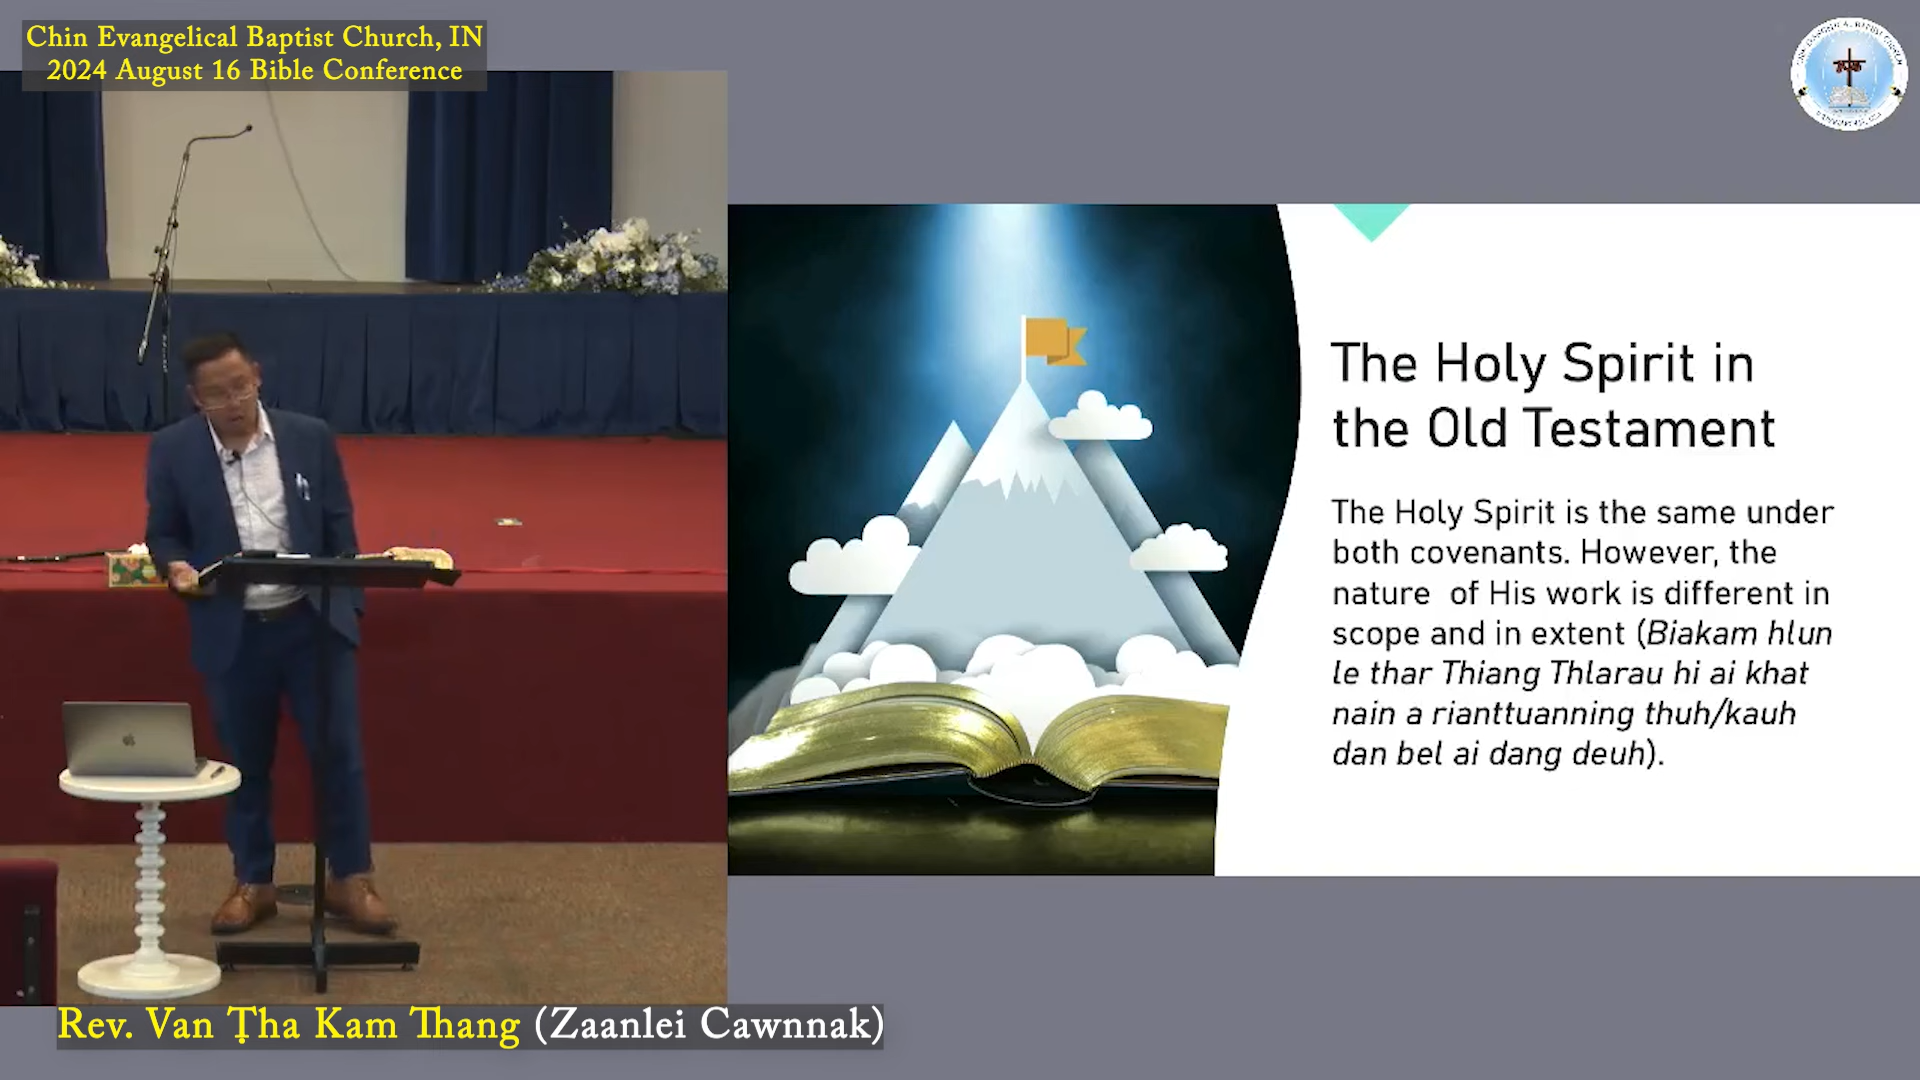 Chin Evangelical Baptist Church, IN
2024 August 16 Bible Conference
The Holy Spirit in
the Old Testament
The Holy Spirit is the same under
both covenants. However, the
nature  of His work is different in
scope and in extent (Biakam hlun
le thar Thiang Thlarau hi ai khat
nain a rianttuanning thuh/kauh
dan bel ai dang deuh).
Rev. Van Ṭha Kam Thang (Zaanlei Cawnnak)